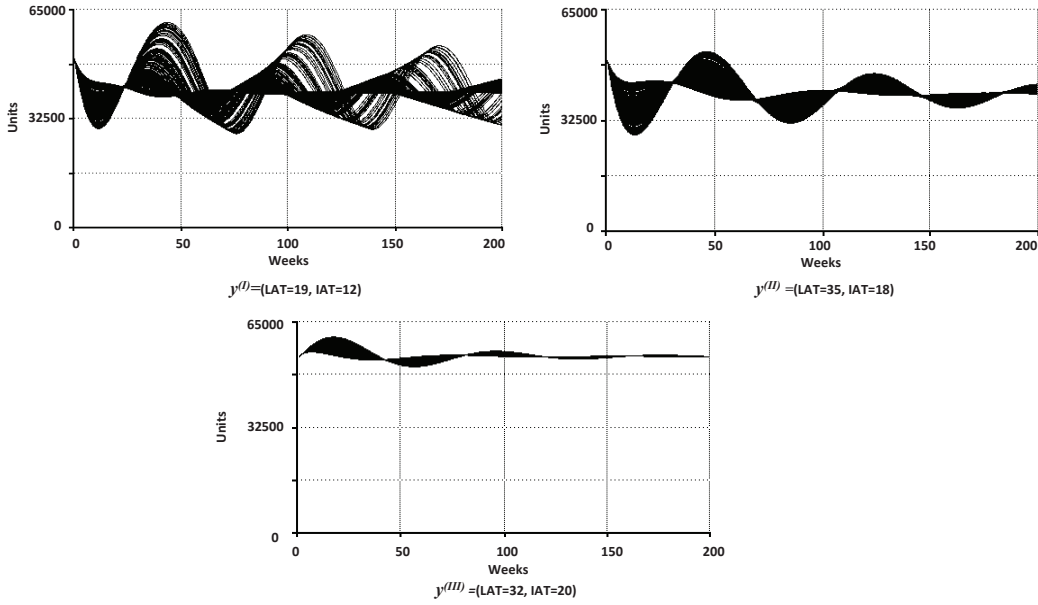 65000
Units
32500
0
0 50 100 150 200
Weeks
y(I)=(LAT=19, IAT=12)
65000
Units
32500
0
0 50 100 150 200
Weeks
y(II) =(LAT=35, IAT=18)
65000
Units
32500
0
0 50 100 150 200
Weeks
y(III) =(LAT=32, IAT=20)